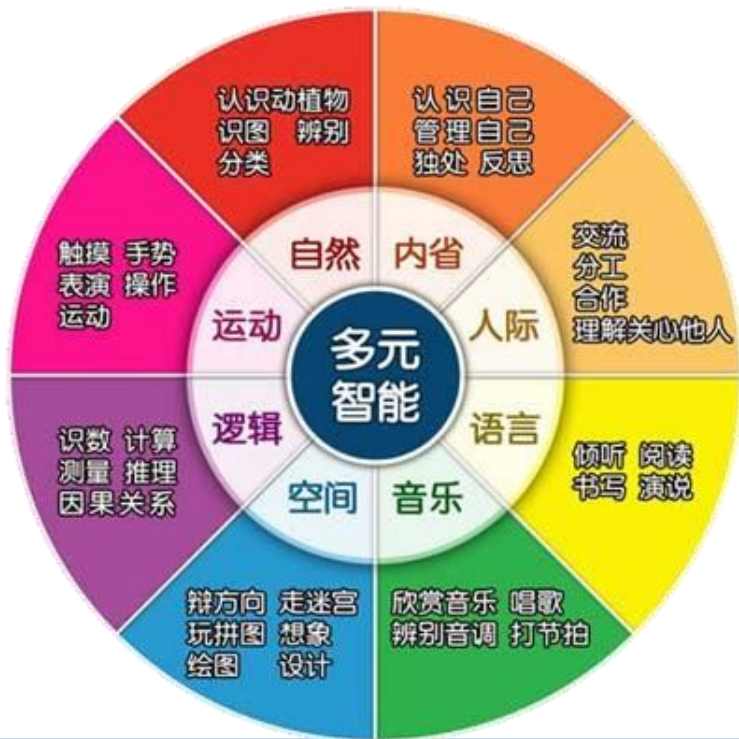 多元
智能
自然
认识动植物
识图 辨别
分类
内省
认识自己
管理自己
独处 反思
人际
交流
分工
合作
理解关心他人
语言
倾听 阅读
书写 演说
音乐
欣赏音乐 唱歌
辨别音调 打节拍
空间
辩方向 走迷宫
玩拼图 想象
绘图 设计
逻辑
识数 计算
测量 推理
因果关系
运动
触摸 手势
表演 操作
运动